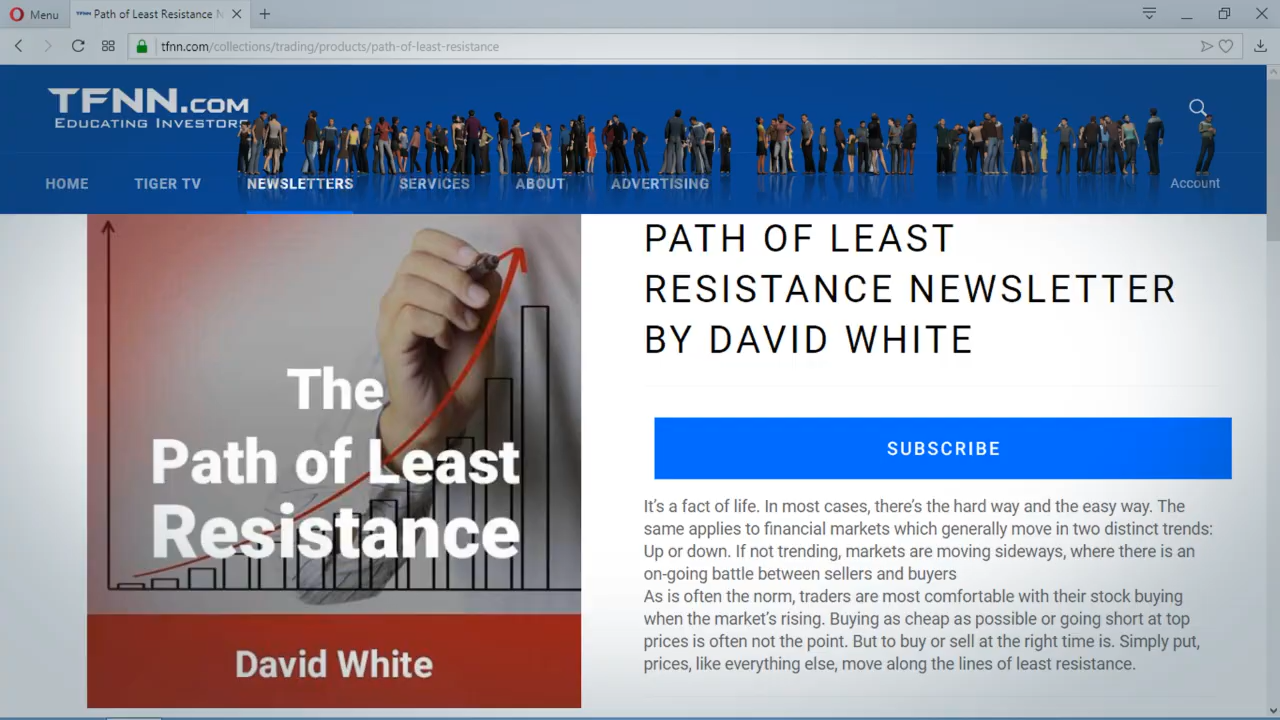 Menu
Path of Least Resistance N
tfnn.com/collections/trading/products/path-of-least-resistance
TFNN.COM
EDUCATING INVESTORS
HOME TIGER TV NEWSLETTERS SERVICES ABOUT ADVERTISING Account
The
Path of Least
Resistance
David White
PATH OF LEAST
RESISTANCE NEWSLETTER
BY DAVID WHITE
SUBSCRIBE
It's a fact of life. In most cases, there's the hard way and the easy way. The
same applies to financial markets which generally move in two distinct trends:
Up or down. If not trending, markets are moving sideways, where there is an
on-going battle between sellers and buyers
As is often the norm, traders are most comfortable with their stock buying
when the market's rising. Buying as cheap as possible or going short at top
prices is often not the point. But to buy or sell at the right time is. Simply put,
prices, like everything else, move along the lines of least resistance.